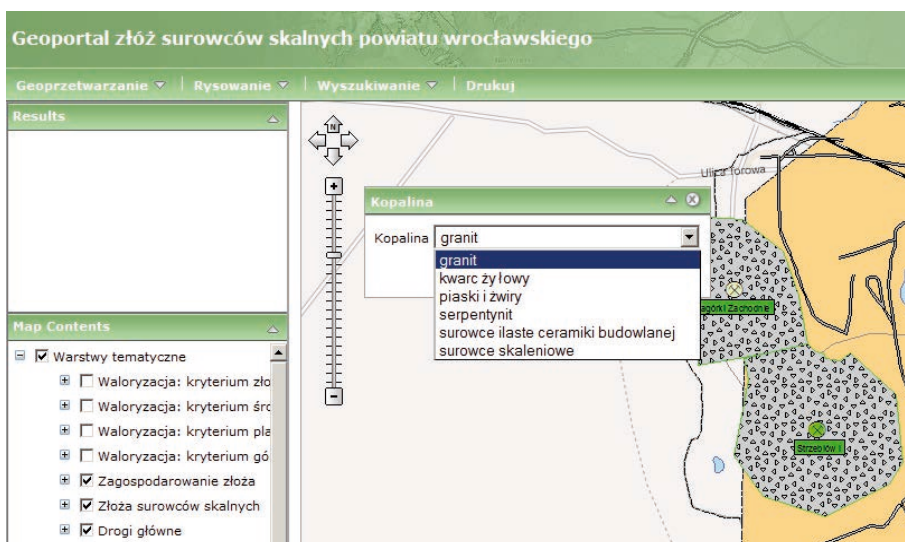 Geoportal złóż surowców skalnych powiatu wrocławskiego
Geoprzetwarzanie Rysowanie Wyszukiwanie Drukuj
Results
Map Contents
Warstwy tematyczne
Waloryzacja: kryterium zło
Waloryzacja: kryterium śro
Waloryzacja: kryterium pla
Waloryzacja: kryterium gó
Zagospodarowanie złoża
Złoża surowców skalnych
Drogi główne
N
Kopalina
Kopalina granit
granit
kwarc żyłowy
piaski i żwiry
serpentynit
surowce ilaste ceramiki budowlanej
surowce skaleniowe
Ulica Torowa
agórki Zachodnie
Strzeblów I